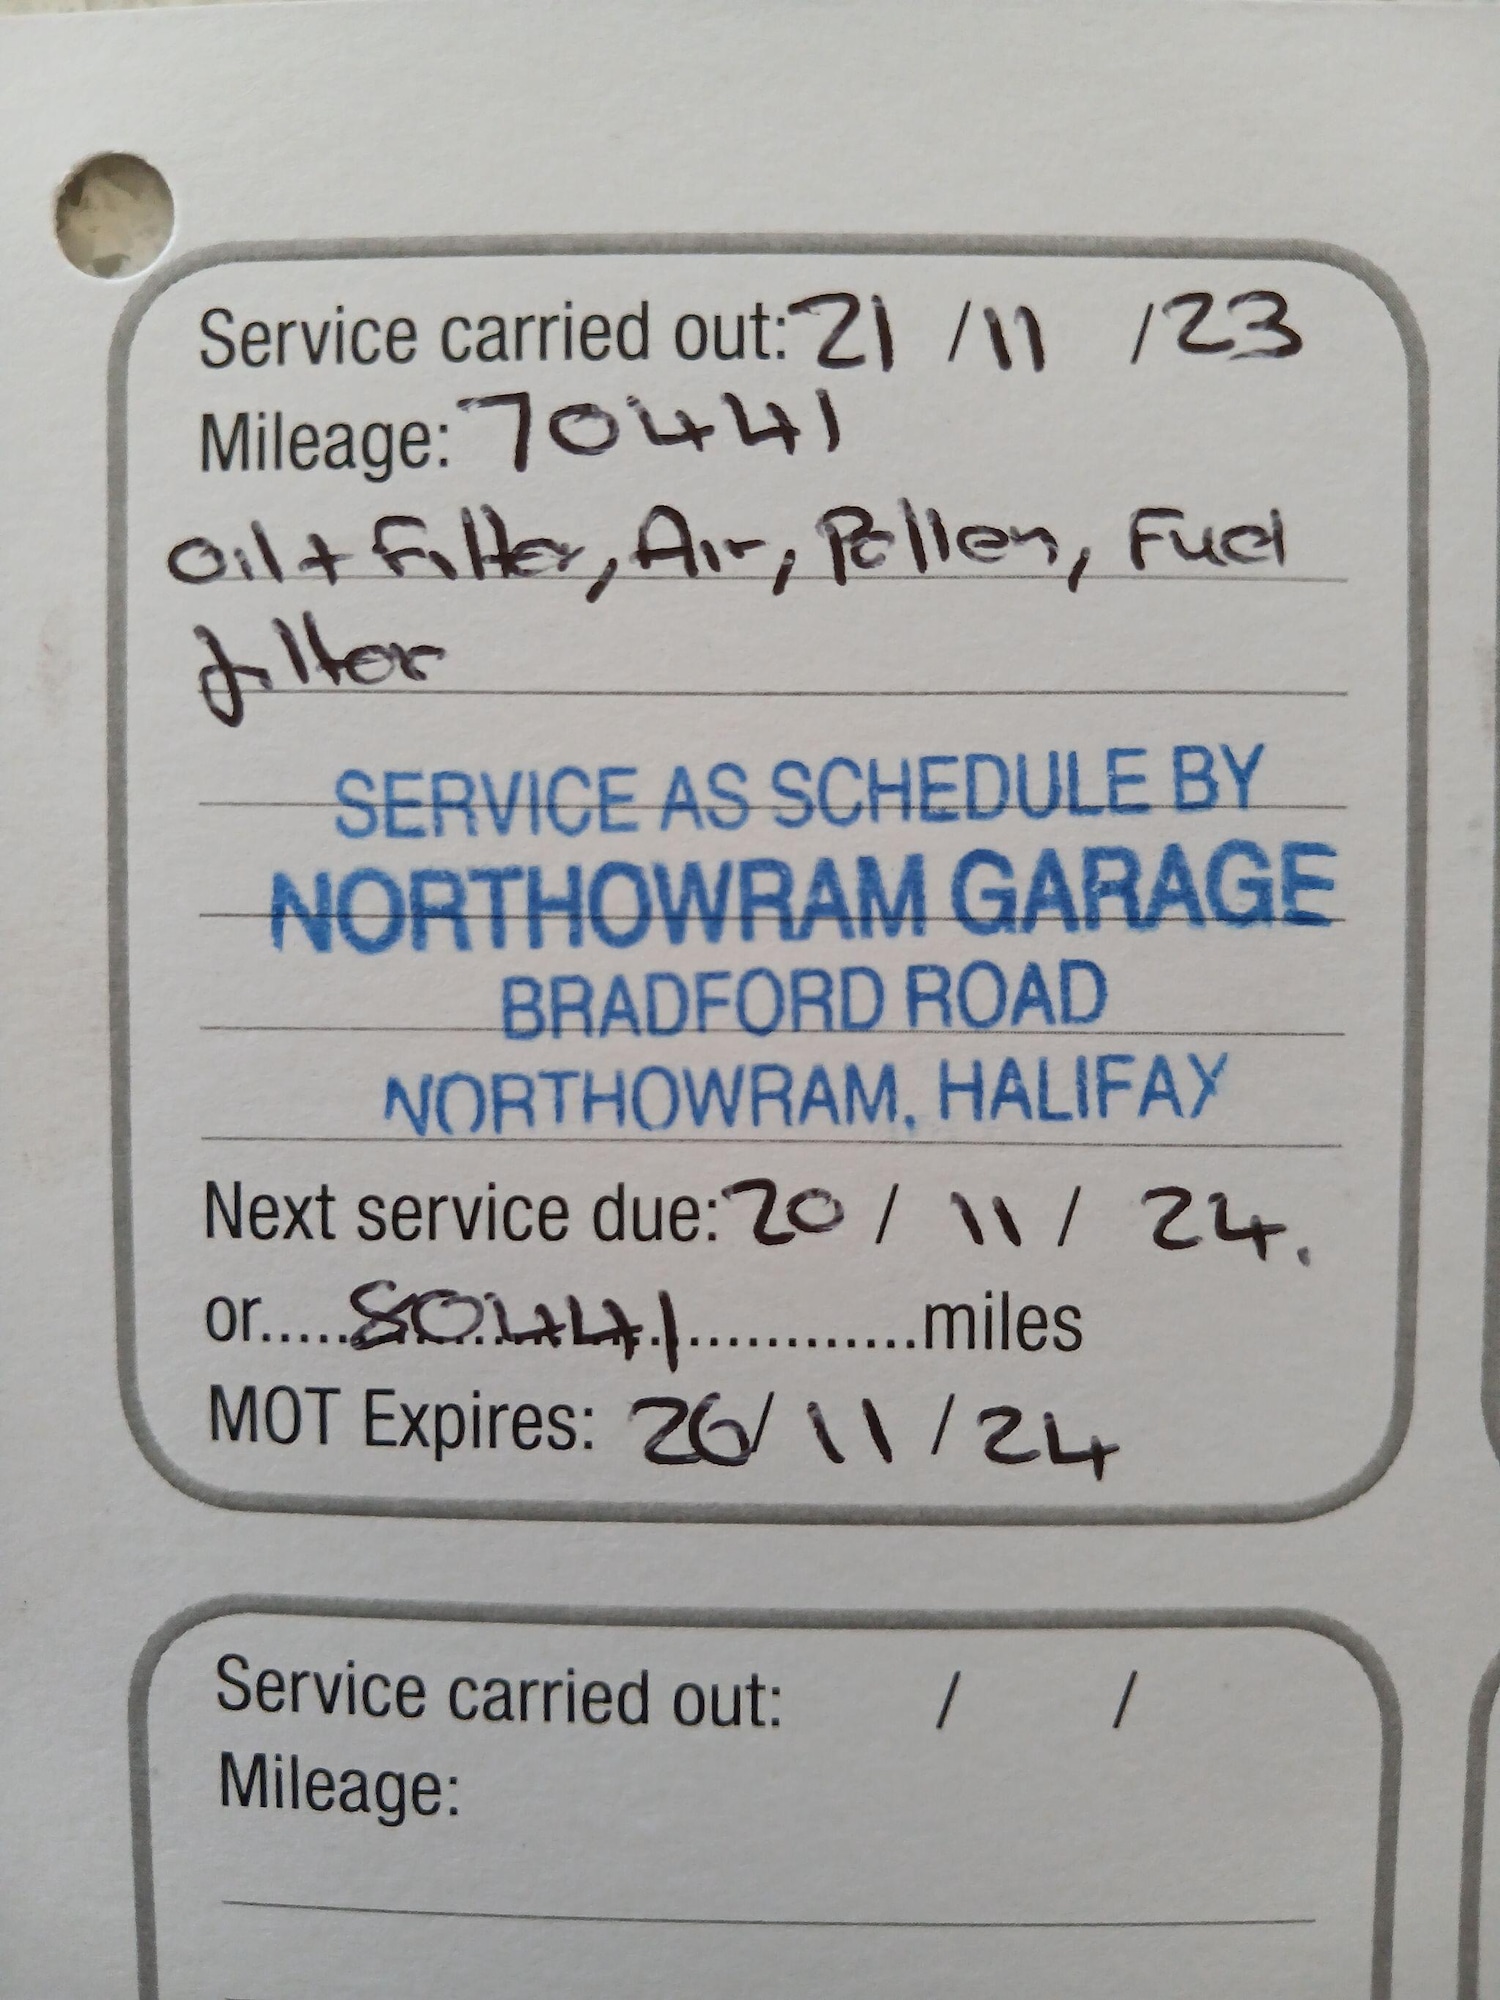 Service carried out: 21 / 11 / 23
Mileage: 70441
Oil + Filter, Air, Pollen, Fuel
filter
SERVICE AS SCHEDULE BY
NORTHOWRAM GARAGE
BRADFORD ROAD
NORTHOWRAM, HALIFAX
Next service due: 20 / 11 / 24.
or.....80441.............miles
MOT Expires: 26 / 11 / 24
Service carried out: / /
Mileage: